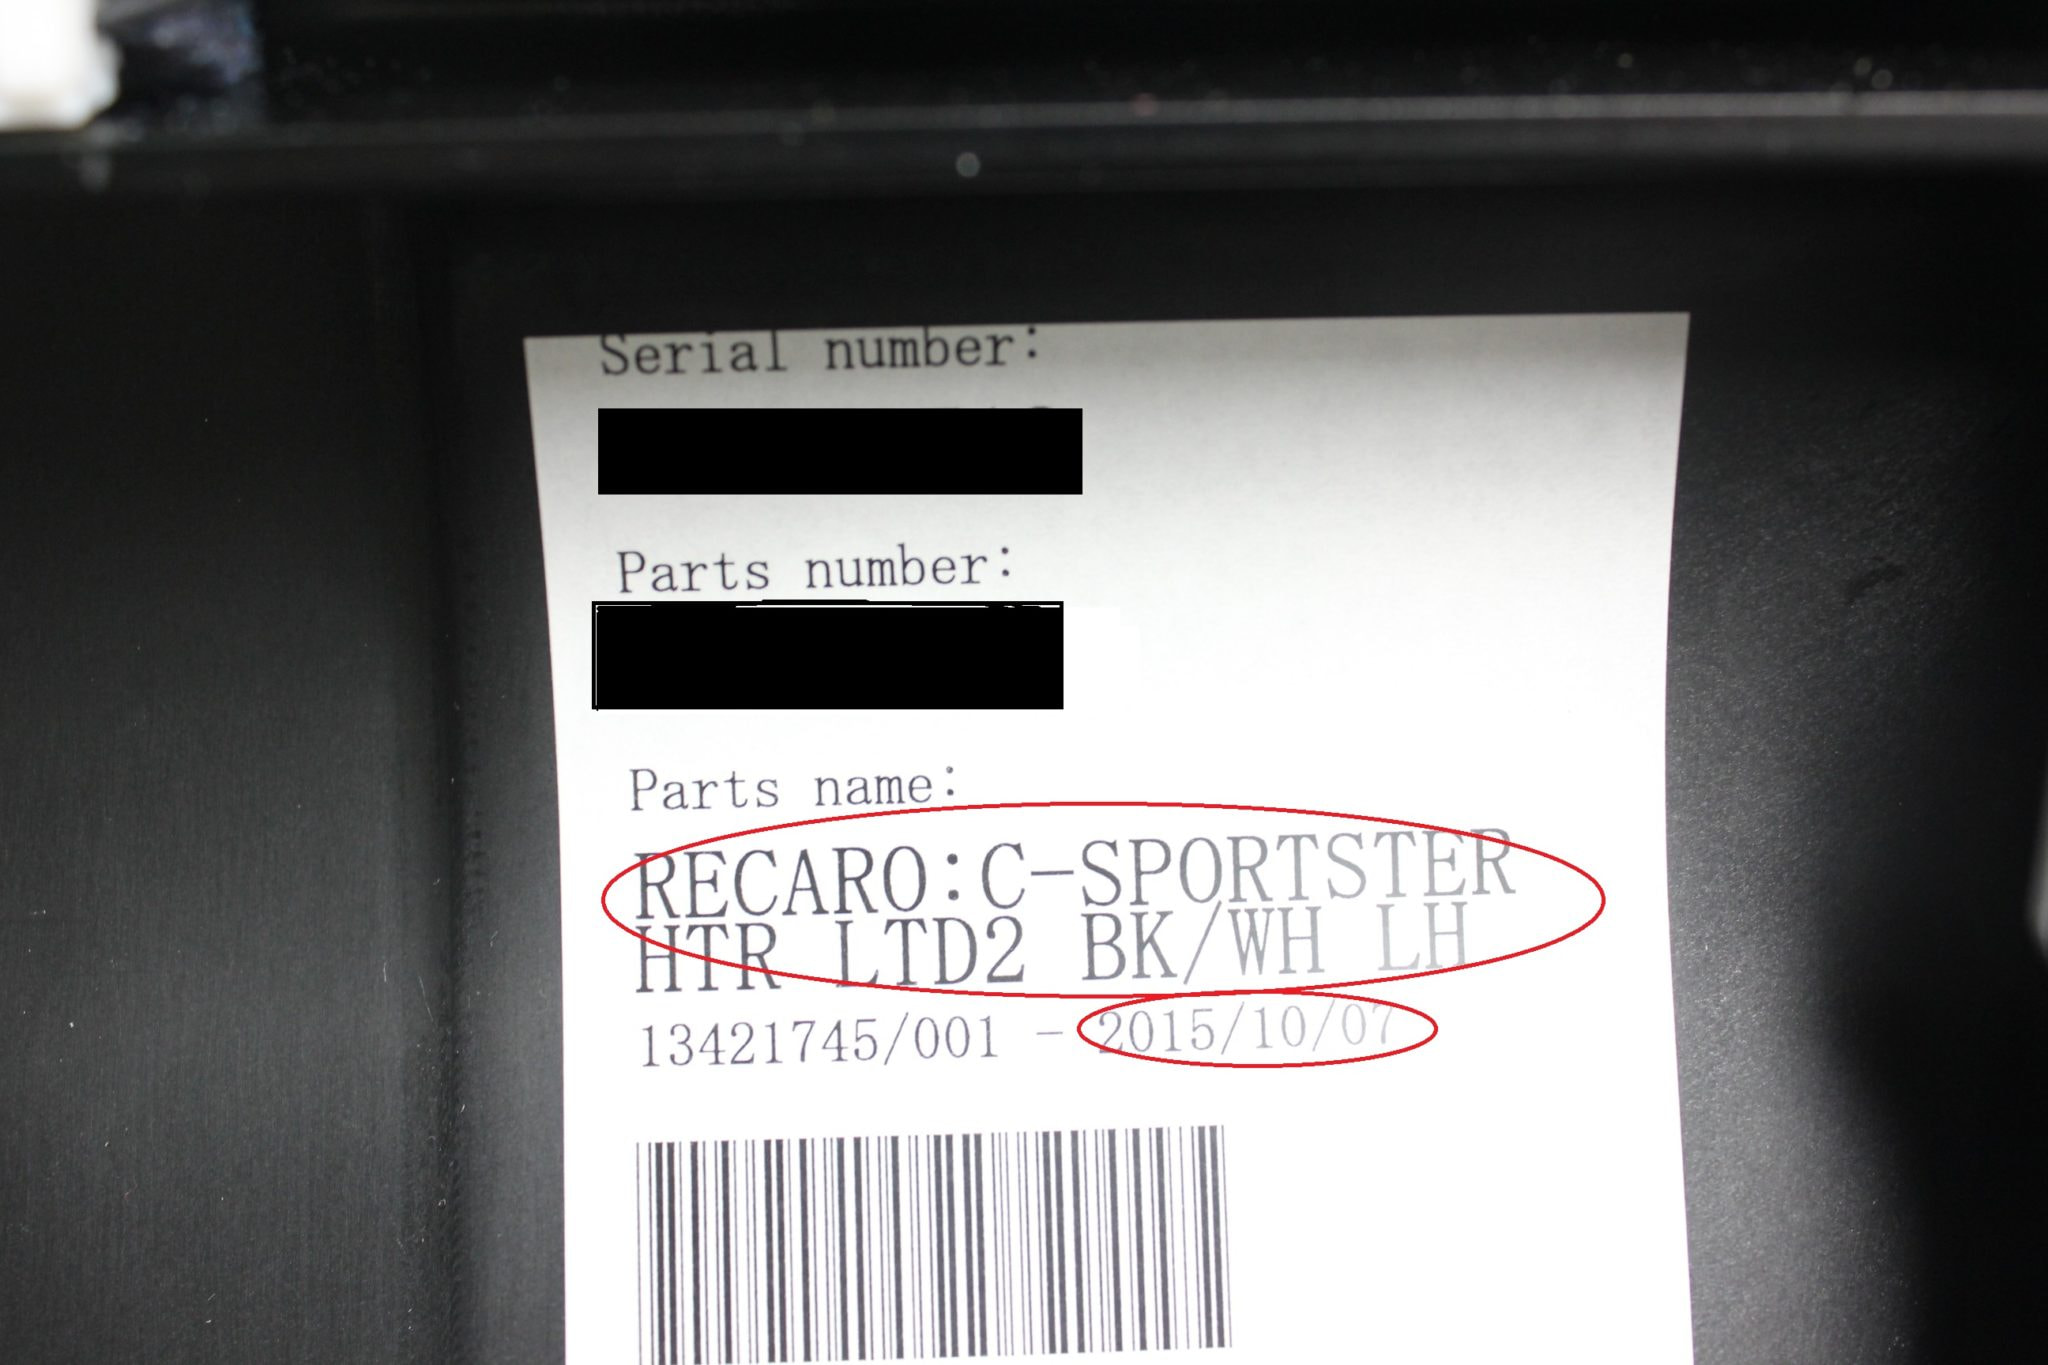 Serial number:
Parts number:
Parts name:
RECARO:C-SPORTSTER
HTR LTD2 BK/WH LH
13421745/001 - 2015/10/07